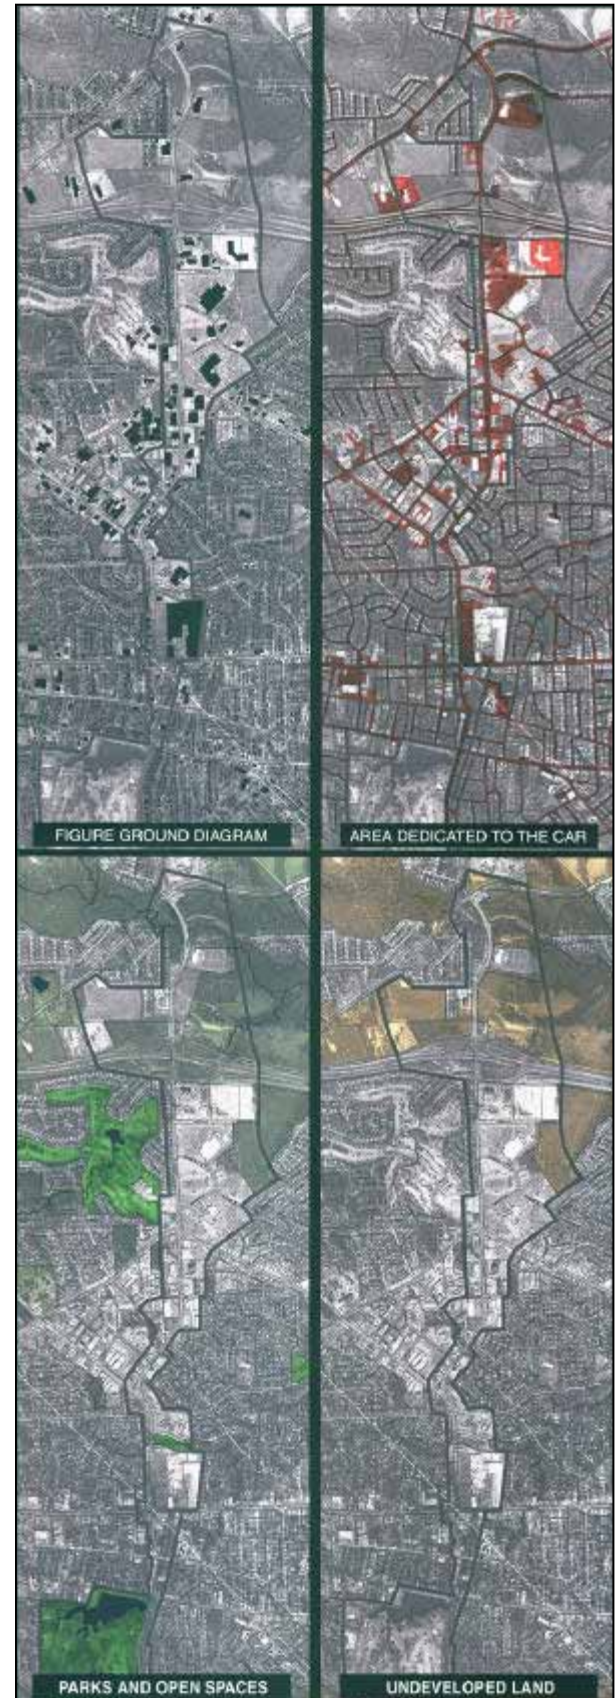 FIGURE GROUND DIAGRAM
AREA DEDICATED TO THE CAR
PARKS AND OPEN SPACES
UNDEVELOPED LAND